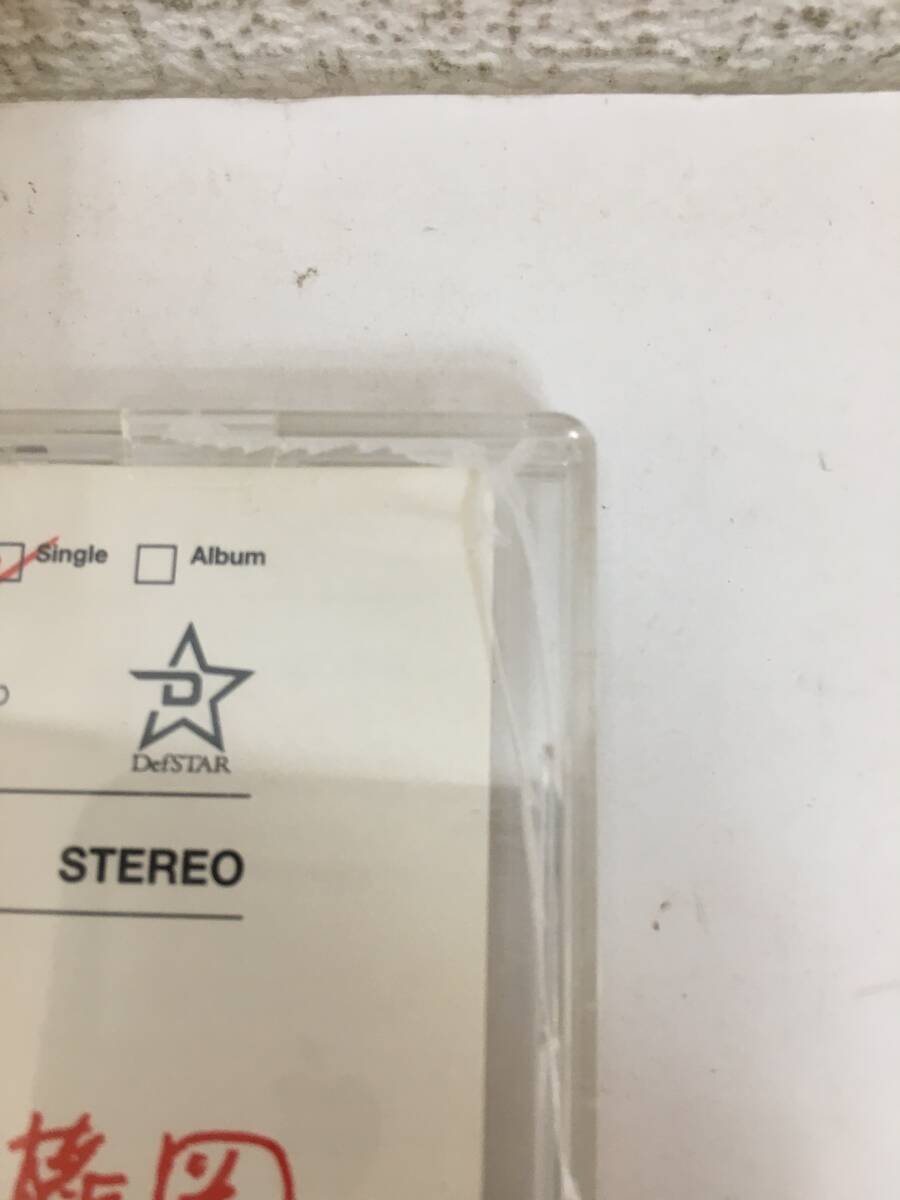 Single Album
D
DefSTAR
STEREO